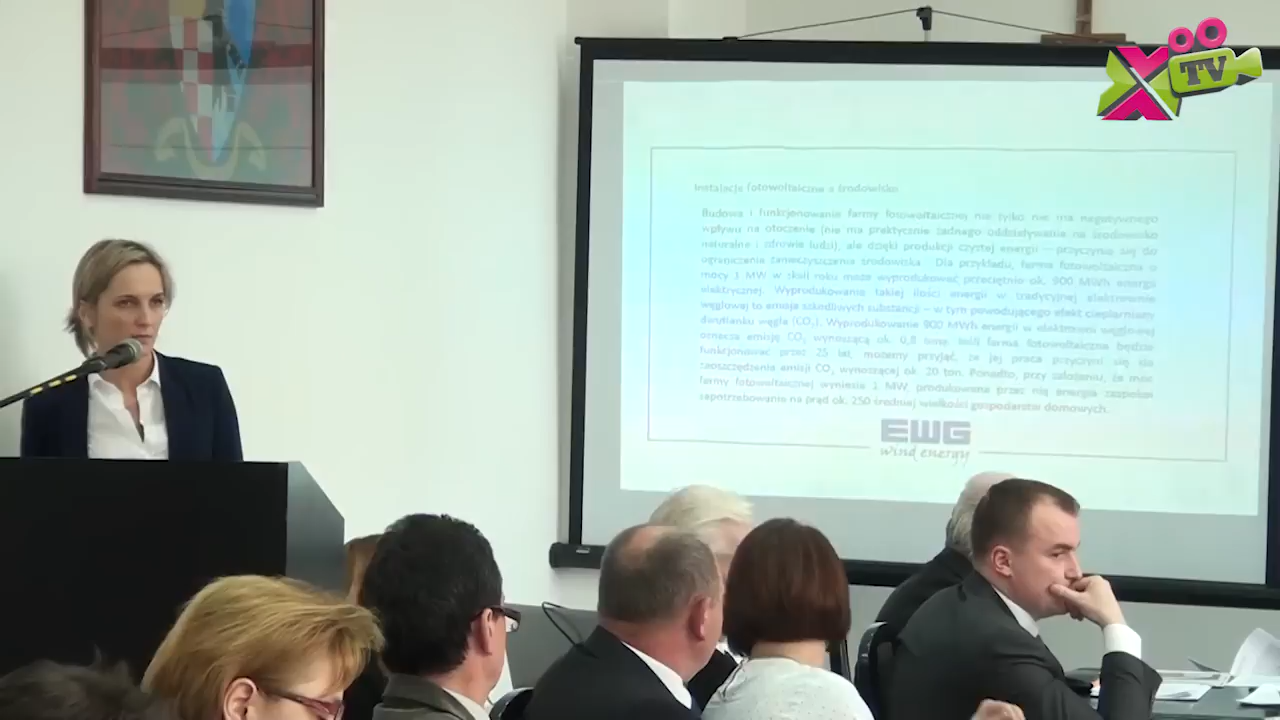 X TV
Instalacje fotowoltaiczne a środowisko
Budowa i funkcjonowanie farmy fotowoltaicznej nie tylko nie ma negatywnego
wpływu na otoczenie (nie ma praktycznie żadnego oddziaływania na środowisko
naturalne i zdrowie ludzi), ale dzięki produkcji czystej energii – przyczynia się do
ograniczenia zanieczyszczenia środowiska. Dla przykładu, farma fotowoltaiczna o
mocy 1 MW w skali roku może wyprodukować przeciętnie ok. 900 MWh energii
elektrycznej. Wyprodukowanie takiej ilości energii w tradycyjnej elektrowni
węglowej to emisja szkodliwych substancji – w tym powodującego efekt cieplarniany
dwutlenku węgla (CO₂). Wyprodukowanie 900 MWh energii w elektrowni węglowej
oznacza emisję CO₂ wynoszącą ok. 0,8 tony. Jeśli farma fotowoltaiczna będzie
funkcjonować przez 25 lat, możemy przyjąć, że jej praca przyczyni się do
zaoszczędzenia emisji CO₂ wynoszącej ok. 20 ton. Ponadto, przy założeniu, że moc
farmy fotowoltaicznej wyniesie 1 MW produkowana przez nią energia zaspokoi
zapotrzebowanie na prąd ok. 250 średniej wielkości gospodarstw domowych.
EWG
wind energy